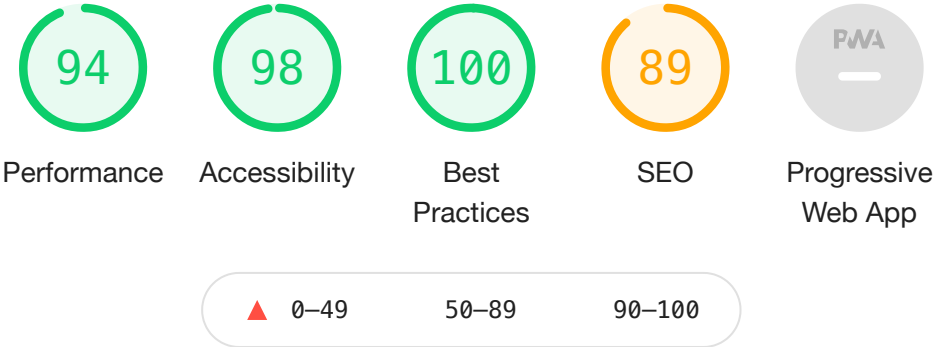 94 98 100 89 PWA
Performance Accessibility Best Practices SEO Progressive Web App
0–49 50–89 90–100